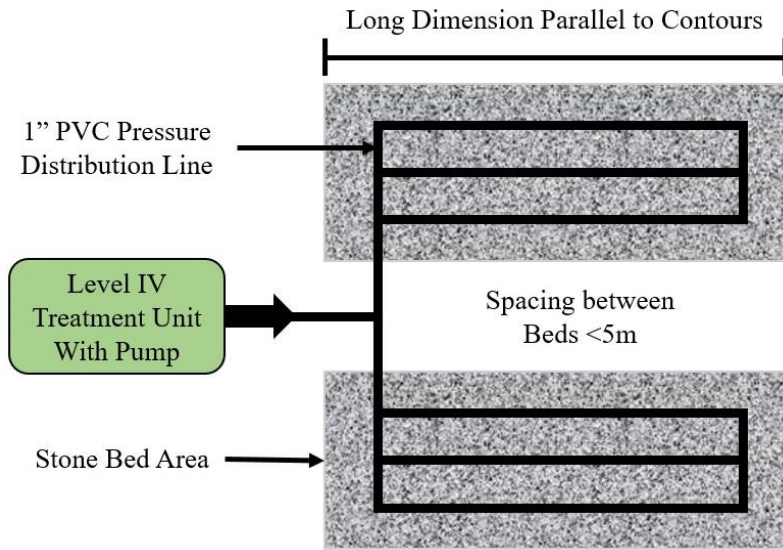 Long Dimension Parallel to Contours
1” PVC Pressure
Distribution Line
Level IV
Treatment Unit
With Pump
Spacing between
Beds <5m
Stone Bed Area